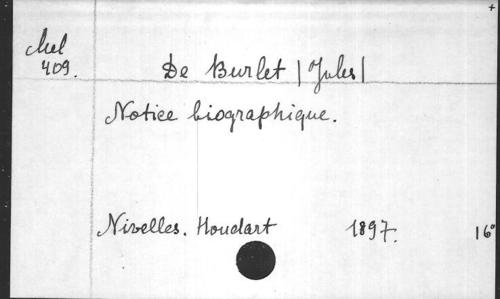 +
Mel
409.
De Burlet (Jules)
Notice biographique.
Nivelles. Houdart 1897. 16°